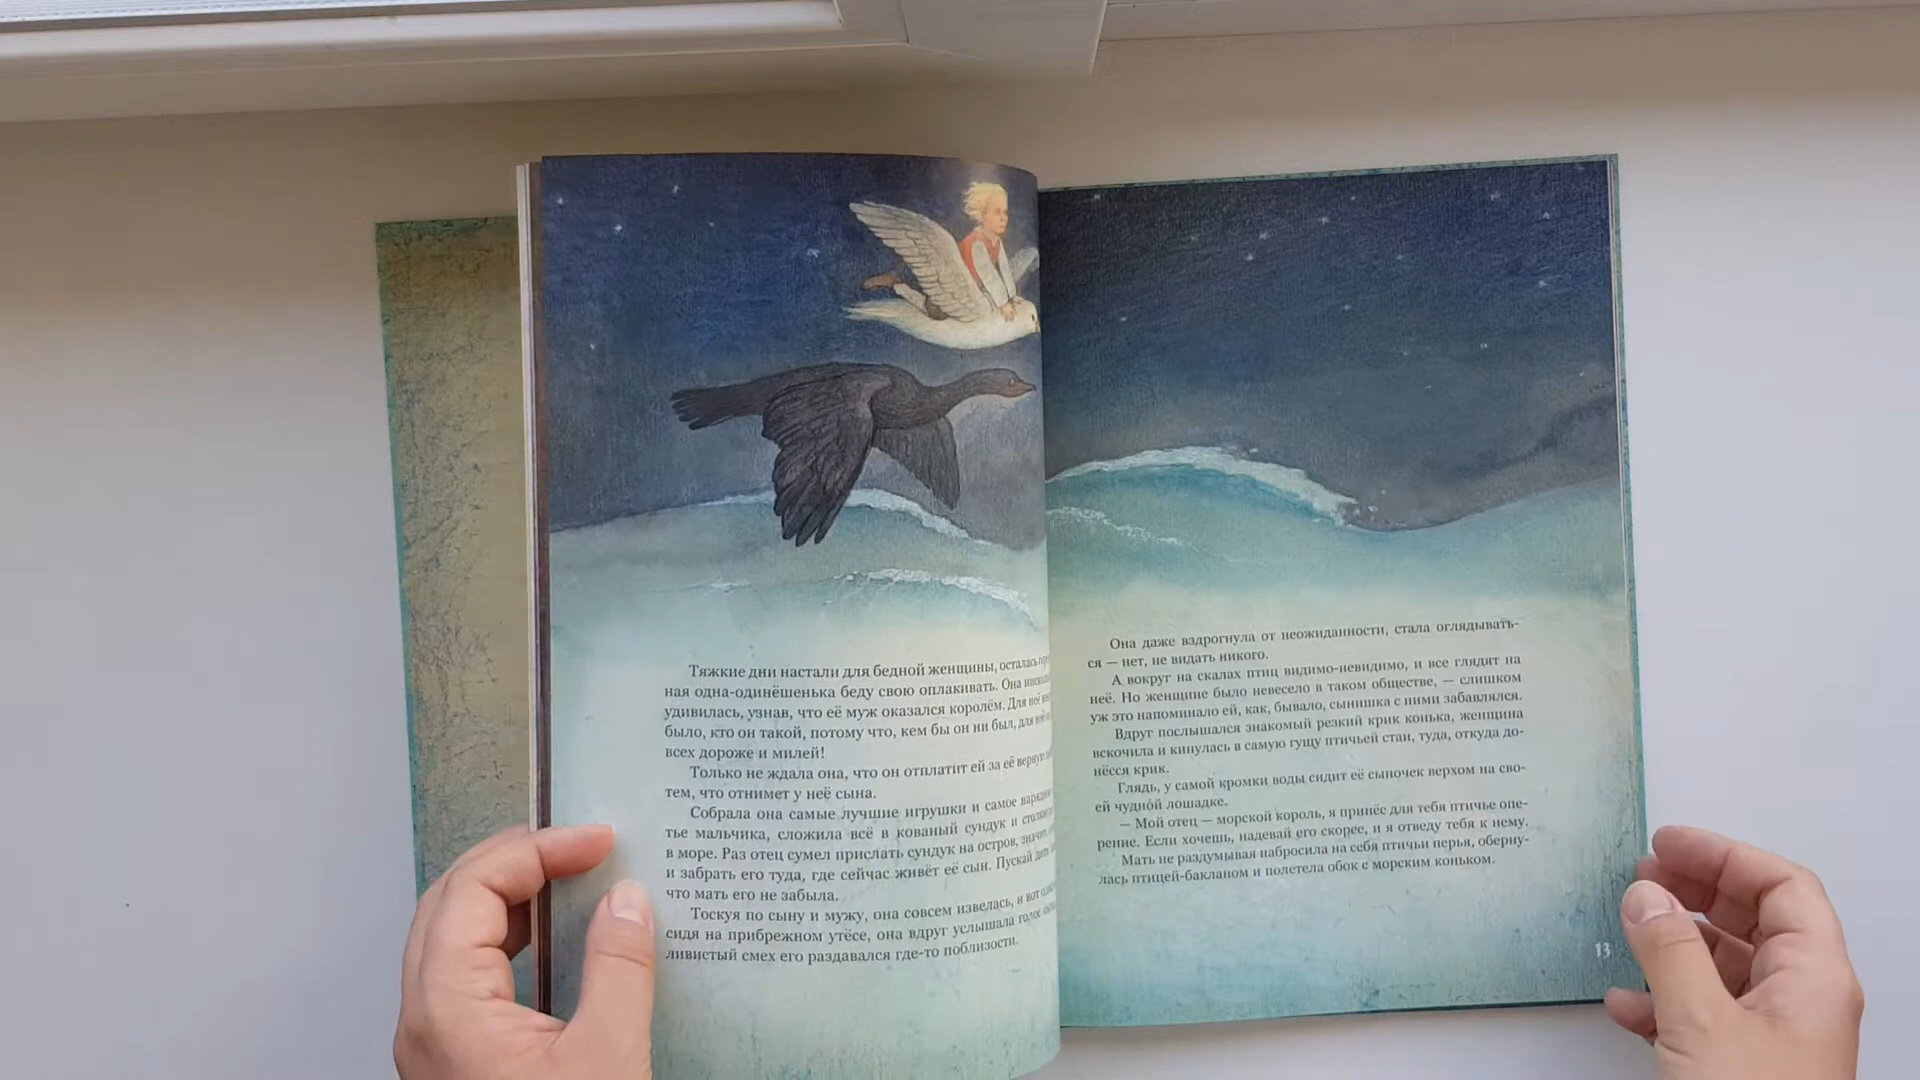 Тяжкие дни настали для бедной женщины, осталась
ная одна-одинёшенька беду свою оплакивать. Она
удивилась, узнав, что её муж оказался королём. Для неё
было, кто он такой, потому что, кем бы он ни был, для неё
всех дороже и милей!
Только не ждала она, что он отплатит ей за её верную
тем, что отнимет у неё сына.
Собрала она самые лучшие игрушки и самое нарядное
тье мальчика, сложила всё в кованый сундук и
в море. Раз отец сумел прислать сундук на остров, значит,
и забрать его туда, где сейчас живёт её сын. Пускай
что мать его не забыла.
Тоскуя по сыну и мужу, она совсем извелась, и вот
сидя на прибрежном утёсе, она вдруг услышала голос
ливистый смех его раздавался где-то поблизости.
Она даже вздрогнула от неожиданности, стала оглядывать-
ся — нет, не видать никого.
А вокруг на скалах птиц видимо-невидимо, и все глядят на
неё. Но женщине было невесело в таком обществе, — слишком
уж это напоминало ей, как, бывало, сынишка с ними забавлялся.
Вдруг послышался знакомый резкий крик конька, женщина
вскочила и кинулась в самую гущу птичьей стаи, туда, откуда до-
нёсся крик.
Глядь, у самой кромки воды сидит её сыночек верхом на сво-
ей чудно́й лошадке.
— Мой отец — морской король, я принёс для тебя птичье опе-
рение. Если хочешь, надевай его скорее, и я отведу тебя к нему.
Мать не раздумывая набросила на себя птичьи перья, оберну-
лась птицей-бакланом и полетела обок с морским коньком.
13